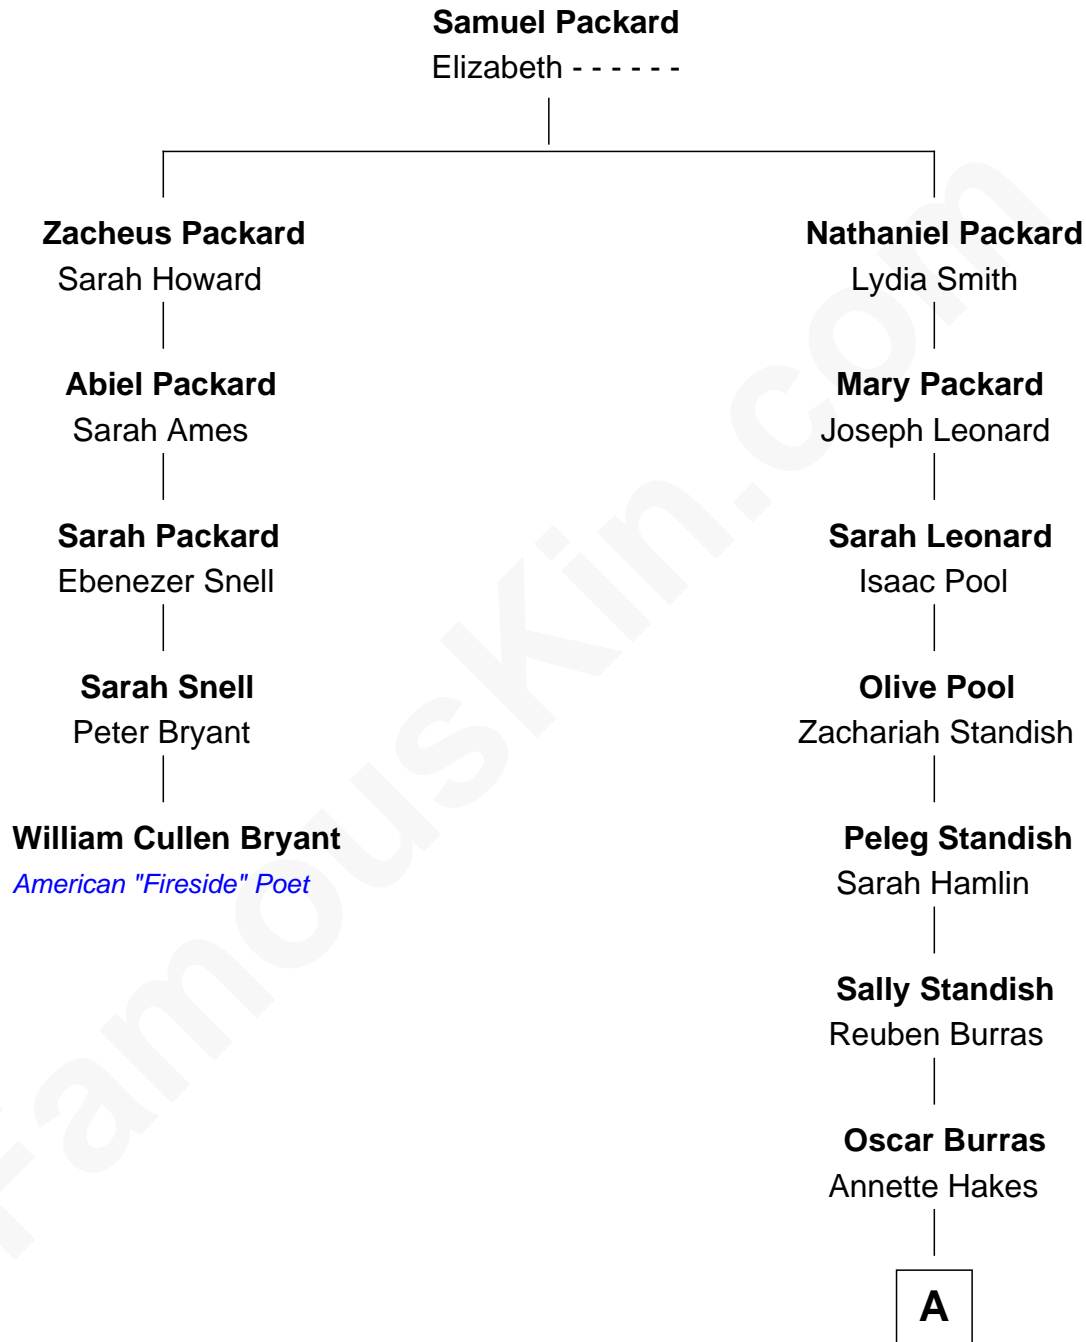 Samuel Packard
Elizabeth - - - - - -
Zacheus Packard
Sarah Howard
Nathaniel Packard
Lydia Smith
Abiel Packard
Sarah Ames
Mary Packard
Joseph Leonard
Sarah Packard
Ebenezer Snell
Sarah Leonard
Isaac Pool
Sarah Snell
Peter Bryant
Olive Pool
Zachariah Standish
William Cullen Bryant
American "Fireside" Poet
Peleg Standish
Sarah Hamlin
Sally Standish
Reuben Burras
Oscar Burras
Annette Hakes
A
FamousKin.com